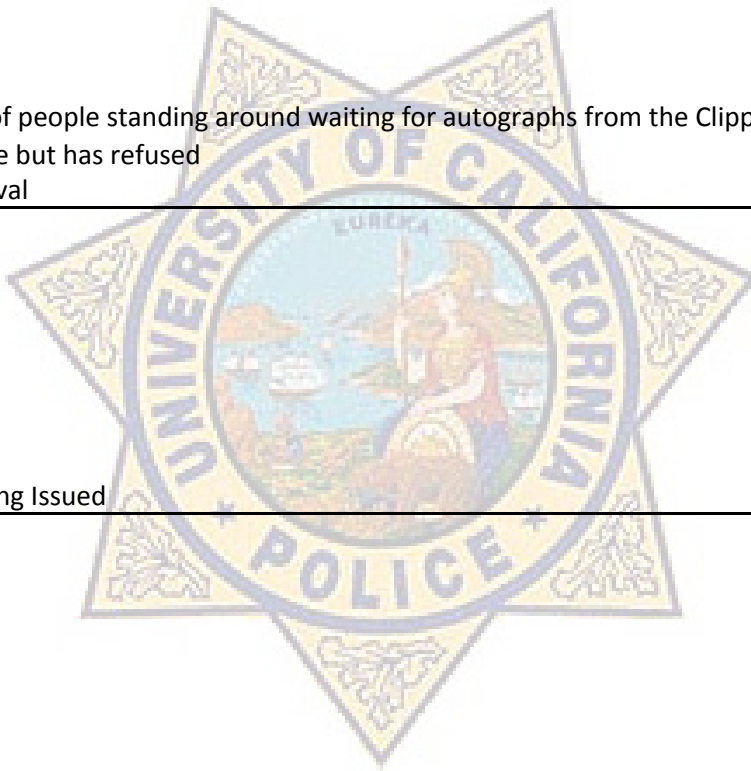 of people standing around waiting for autographs from the Clipp
e but has refused
val
EUREKA
UNIVERSITY OF CALIFORNIA
ng Issued
POLICE